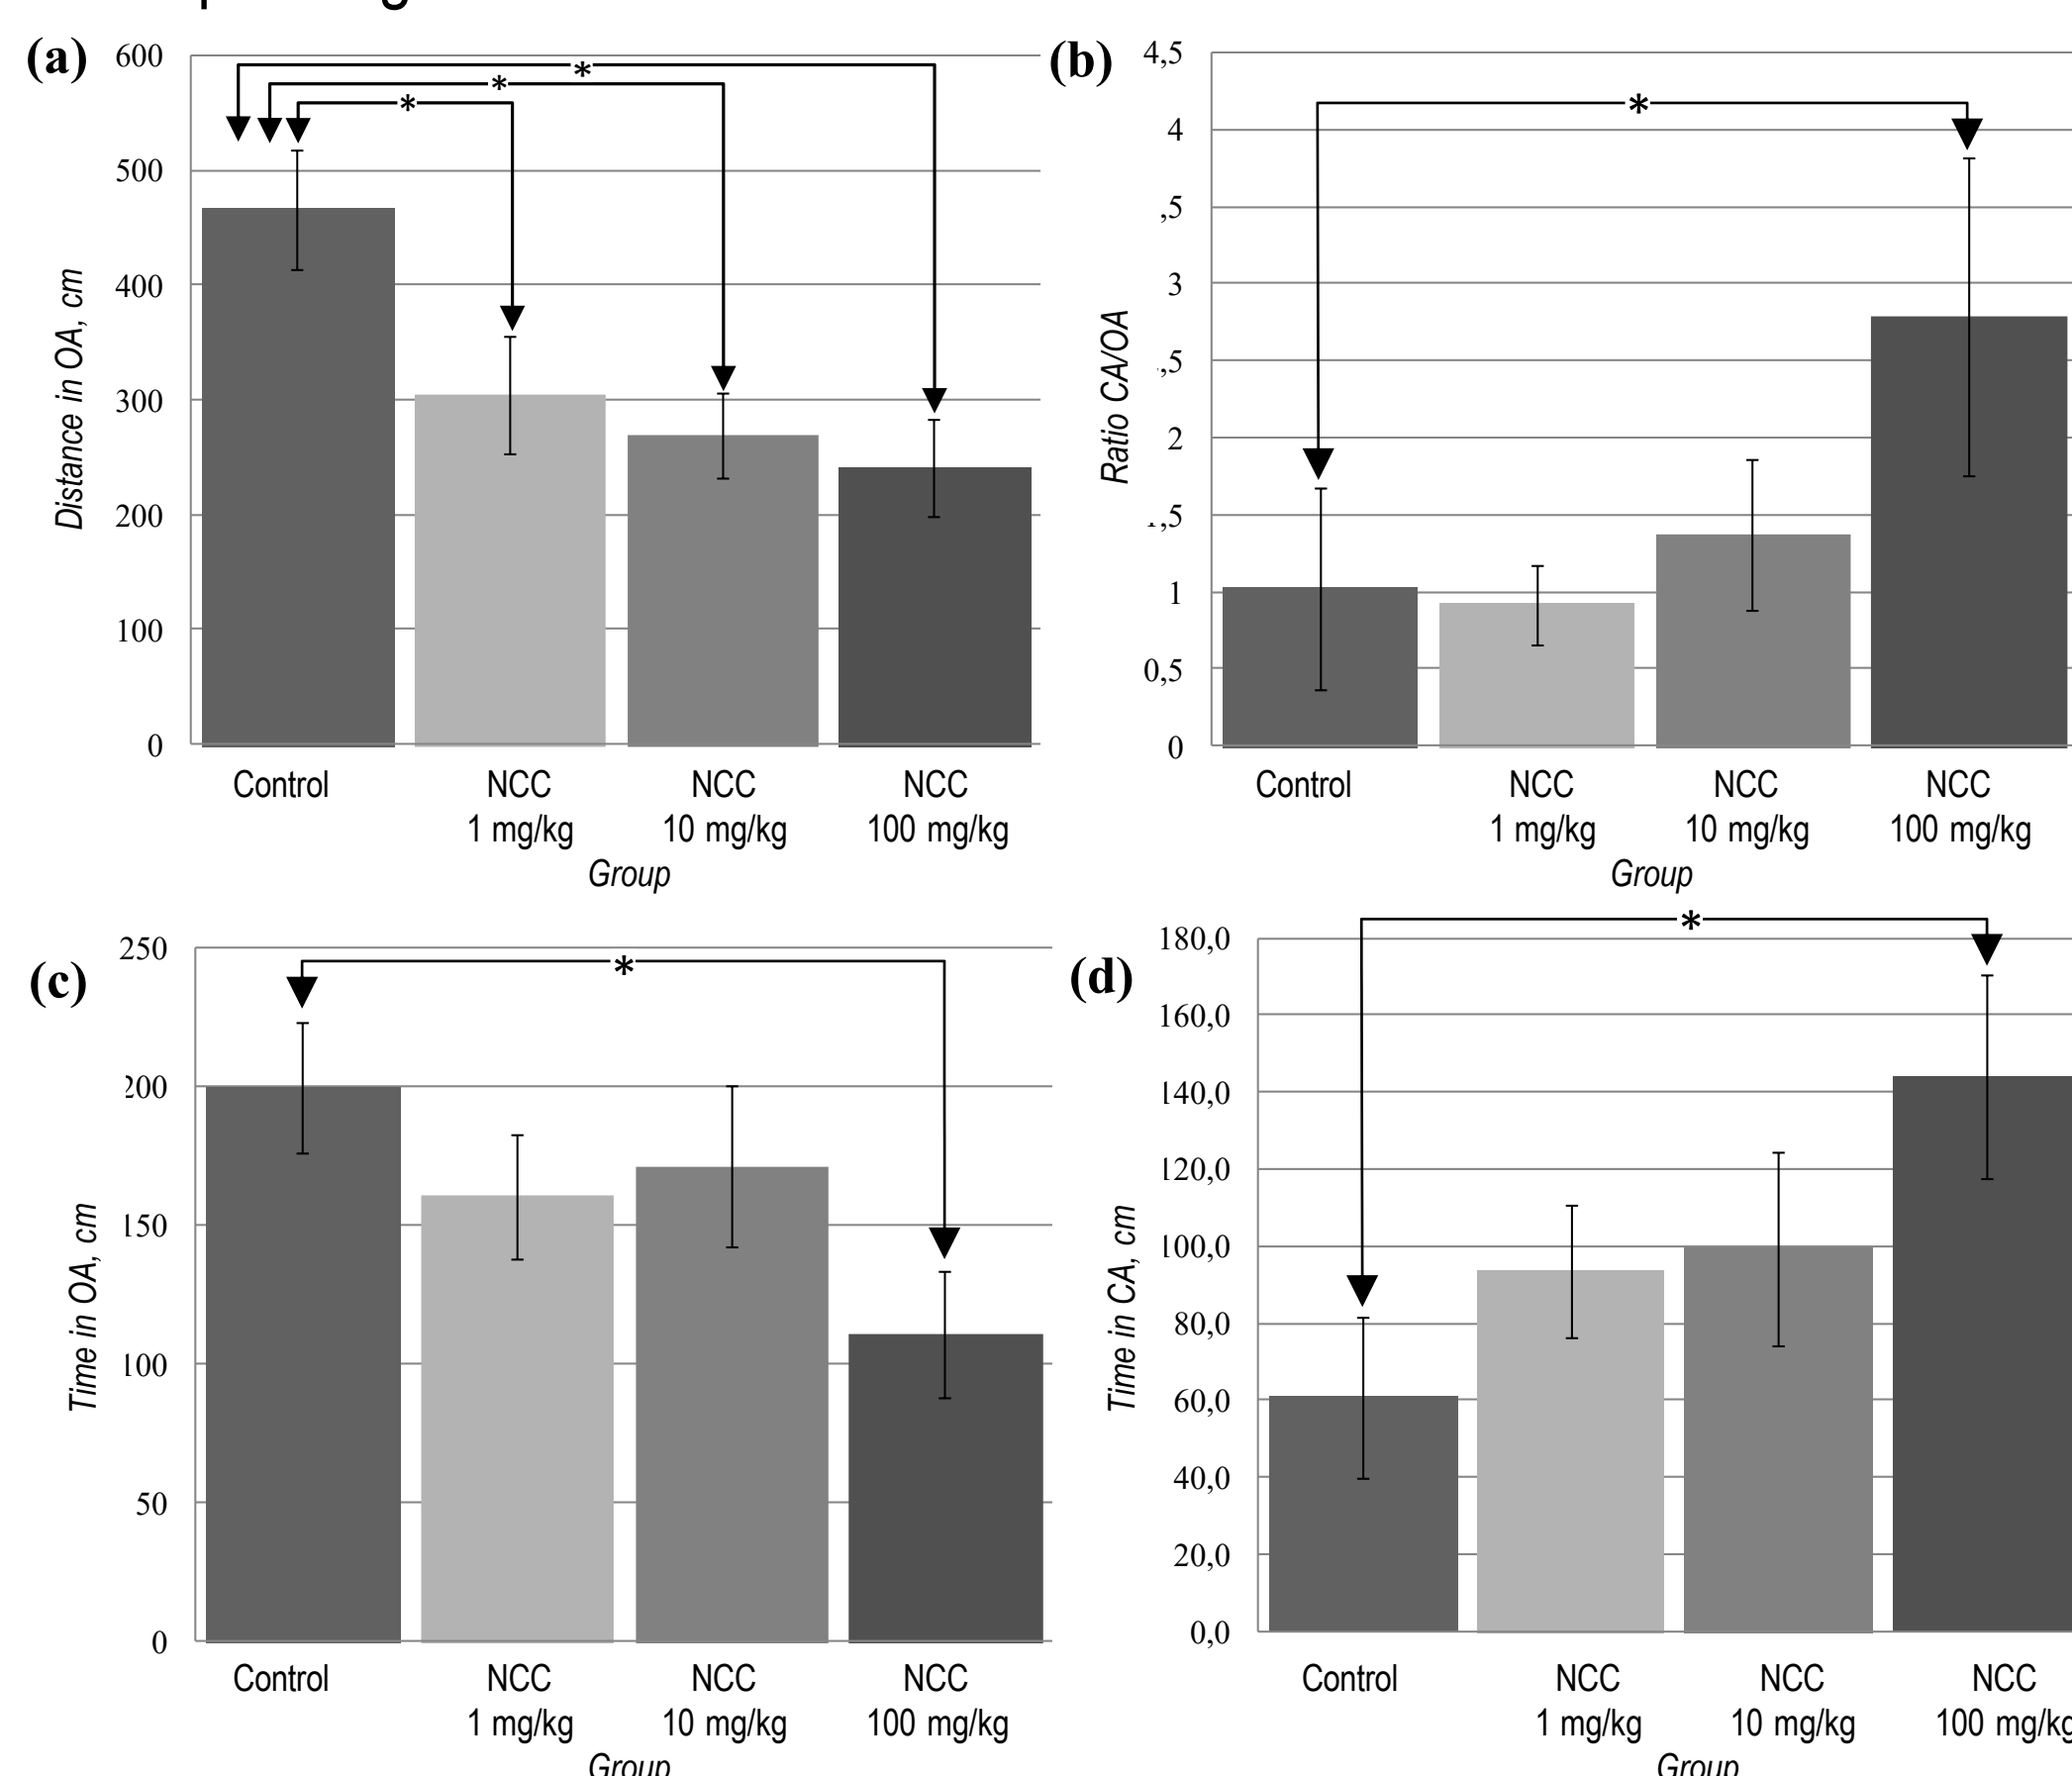 (a)
600
500
400
300
200
100
0
Distance in OA, cm
*
*
*
Control
NCC
1 mg/kg
NCC
10 mg/kg
NCC
100 mg/kg
Group
(b)
4,5
4
,5
3
,5
2
1,5
1
0,5
0
Ratio CA/OA
*
Control
NCC
1 mg/kg
NCC
10 mg/kg
NCC
100 mg/kg
Group
(c)
250
200
150
100
50
0
Time in OA, cm
*
Control
NCC
1 mg/kg
NCC
10 mg/kg
NCC
100 mg/kg
Group
(d)
180,0
160,0
140,0
120,0
100,0
80,0
60,0
40,0
20,0
0,0
Time in CA, cm
*
Control
NCC
1 mg/kg
NCC
10 mg/kg
NCC
100 mg/kg
Group